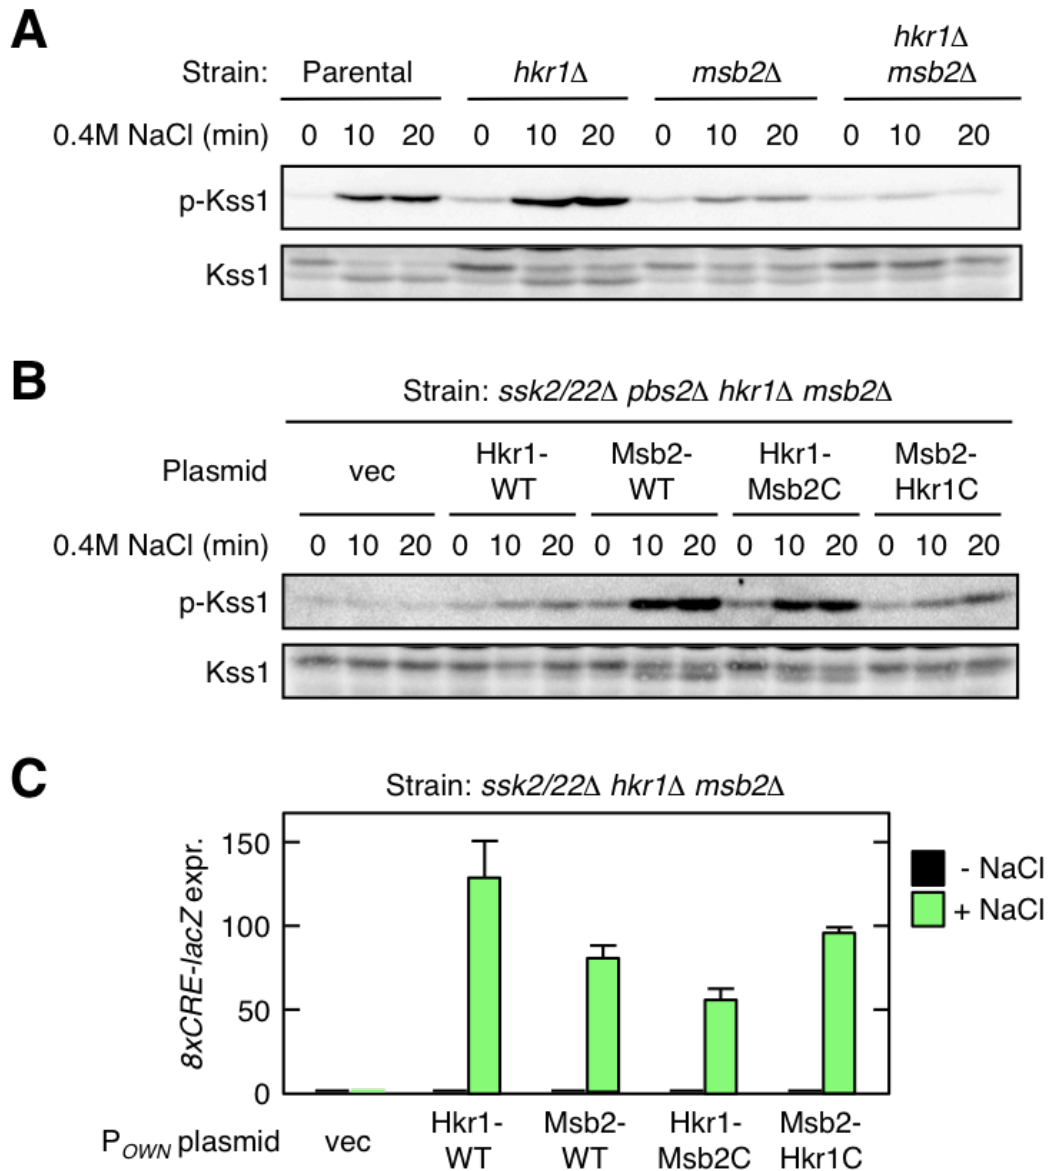 A
Strain: Parental hkr1Δ msb2Δ hkr1Δ
msb2Δ
0.4M NaCl (min) 0 10 20 0 10 20 0 10 20 0 10 20
p-Kss1
Kss1
B
Strain: ssk2/22Δ pbs2Δ hkr1Δ msb2Δ
Plasmid vec Hkr1-
WT Msb2-
WT Hkr1-
Msb2C Msb2-
Hkr1C
0.4M NaCl (min) 0 10 20 0 10 20 0 10 20 0 10 20 0 10 20
p-Kss1
Kss1
C
Strain: ssk2/22Δ hkr1Δ msb2Δ
8xCRE-lacZ expr.
150
100
50
0
- NaCl
+ NaCl
POWN plasmid vec Hkr1-
WT Msb2-
WT Hkr1-
Msb2C Msb2-
Hkr1C